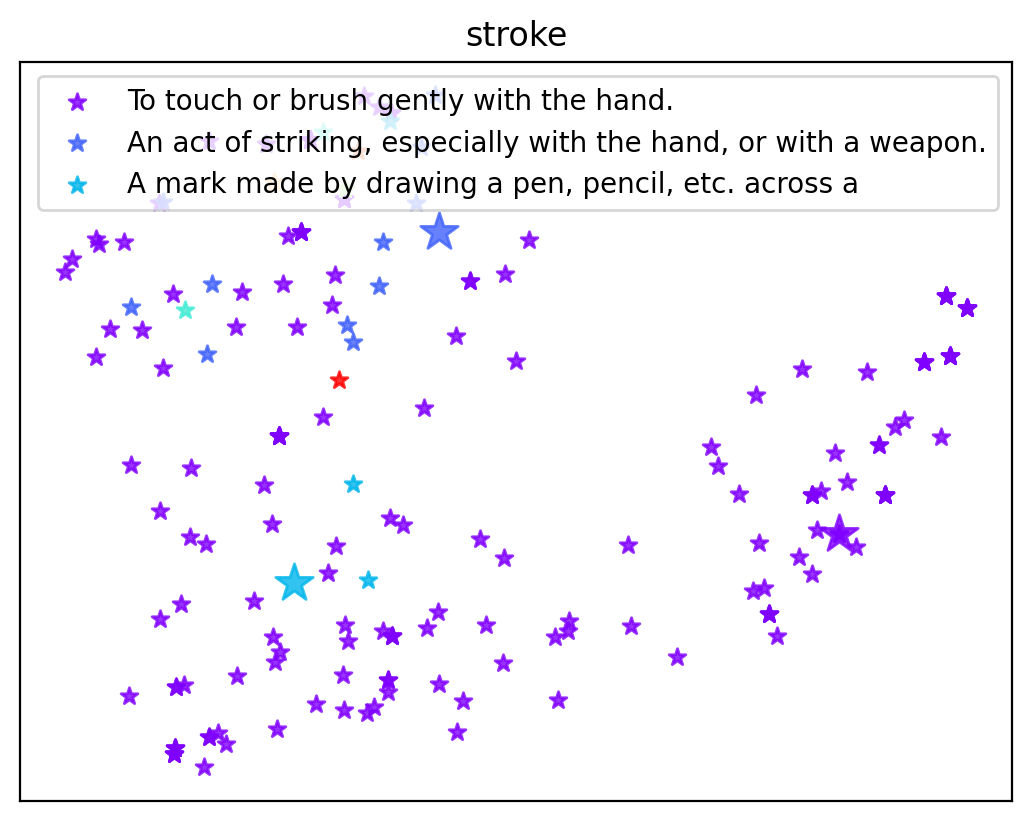 stroke
To touch or brush gently with the hand.
An act of striking, especially with the hand, or with a weapon.
A mark made by drawing a pen, pencil, etc. across a